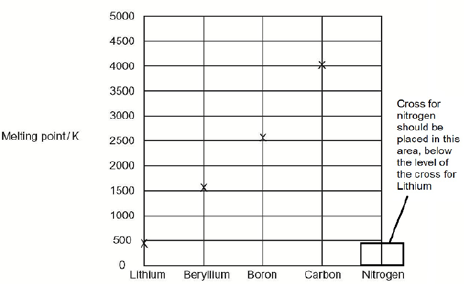 5000
4500
4000
3500
3000
2500
2000
1500
1000
500
0
Melting point/K
Lithium Beryllium Boron Carbon Nitrogen
Cross for
nitrogen
should be
placed in this
area, below
the level of
the cross for
Lithium